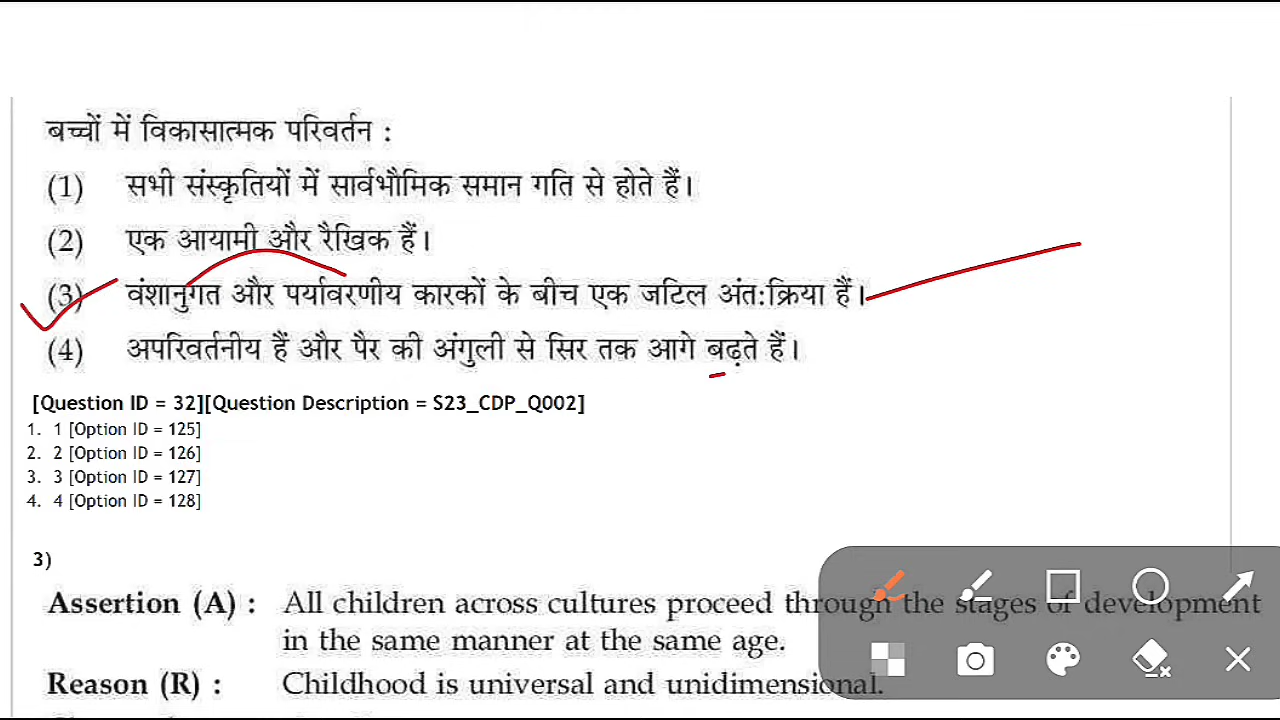 बच्चों में विकासात्मक परिवर्तन :
(1) सभी संस्कृतियों में सार्वभौमिक समान गति से होते हैं।
(2) एक आयामी और रैखिक हैं।
(3) वंशानुगत और पर्यावरणीय कारकों के बीच एक जटिल अंत:क्रिया हैं।
(4) अपरिवर्तनीय हैं और पैर की अंगुली से सिर तक आगे बढ़ते हैं।
[Question ID = 32][Question Description = S23_CDP_Q002]
1. 1 [Option ID = 125]
2. 2 [Option ID = 126]
3. 3 [Option ID = 127]
4. 4 [Option ID = 128]
3)
Assertion (A) : All children across cultures proceed through the stages of development
in the same manner at the same age.
Reason (R) : Childhood is universal and unidimensional.